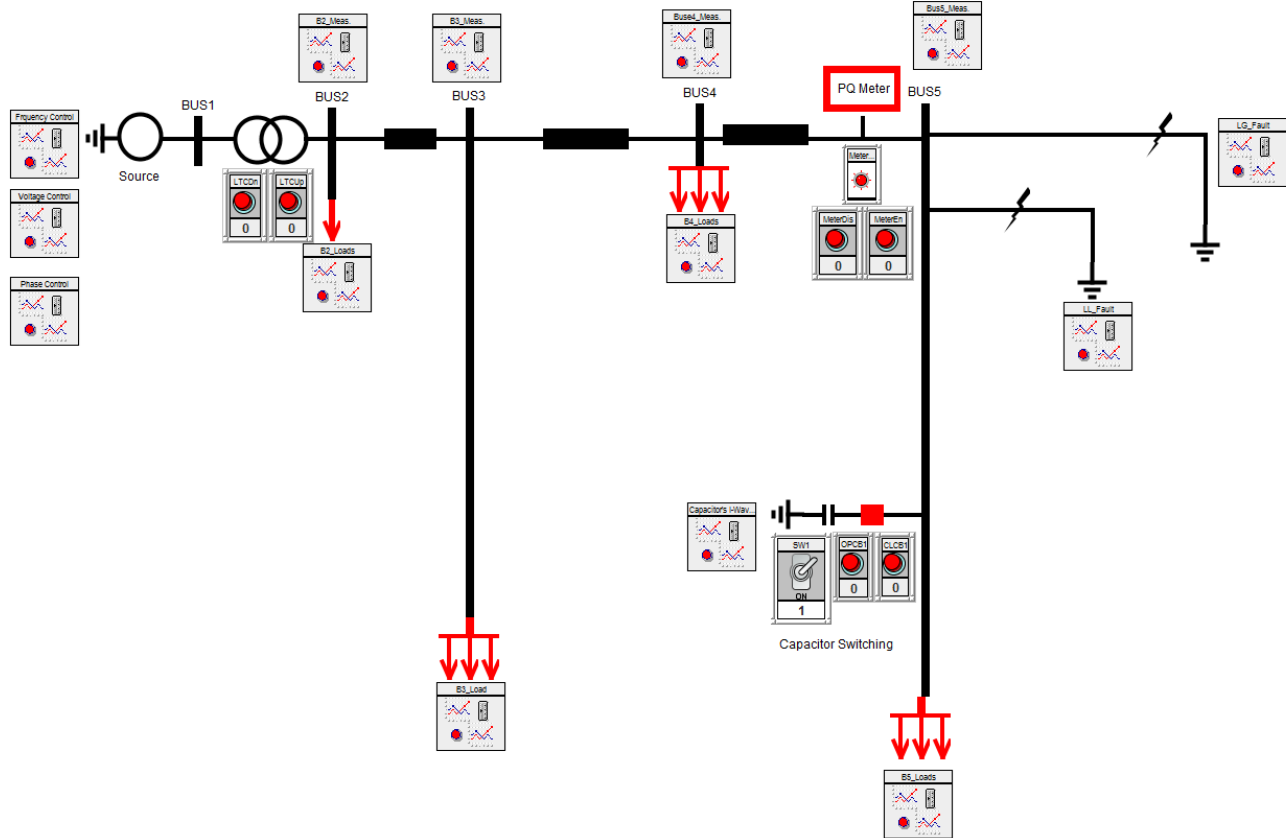 B2_Meas.
B3_Meas.
Buse4_Meas.
Bus5_Meas.
PQ Meter
BUS1
BUS2
BUS3
BUS4
BUS5
Frquency Control
Source
LTCDn
0
LTCUp
0
Meter...
LG_Fault
Voltage Control
B2_Loads
B4_Loads
MeterDis
0
MeterEn
0
Phase Control
LL_Fault
Capacitor's I-Wav...
SW1
ON
1
OPCB1
0
CLCB1
0
Capacitor Switching
B3_Load
B5_Loads